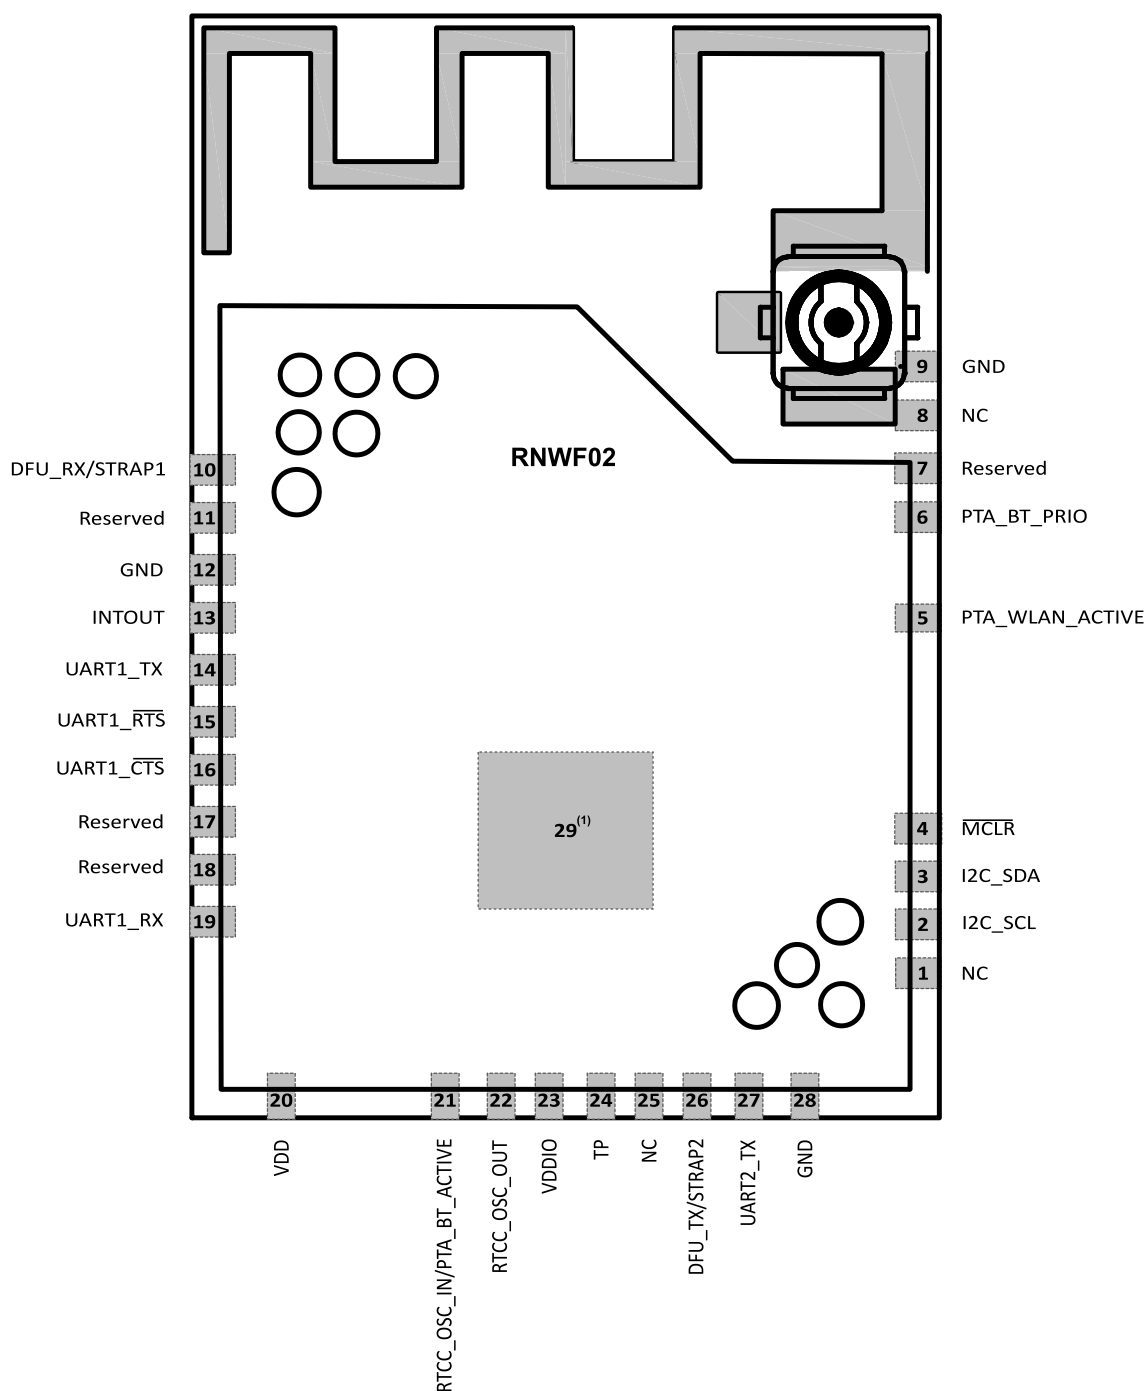 9 GND
8 NC
RNWF02
DFU_RX/STRAP1 10
7 Reserved
Reserved 11
6 PTA_BT_PRIO
GND 12
INTOUT 13
5 PTA_WLAN_ACTIVE
UART1_TX 14
UART1_R̅T̅S̅ 15
UART1_C̅T̅S̅ 16
Reserved 17
29(1)
4 M̅C̅L̅R̅
Reserved 18
3 I2C_SDA
UART1_RX 19
2 I2C_SCL
1 NC
20 VDD
21 RTCC_OSC_IN/PTA_BT_ACTIVE
22 RTCC_OSC_OUT
23 VDDIO
24 TP
25 NC
26 DFU_TX/STRAP2
27 UART2_TX
28 GND